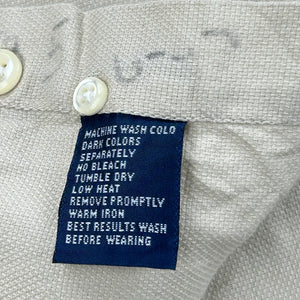 MACHINE WASH COLD
DARK COLORS
SEPARATELY
NO BLEACH
TUMBLE DRY
LOW HEAT
REMOVE PROMPTLY
WARM IRON
BEST RESULTS WASH
BEFORE WEARING